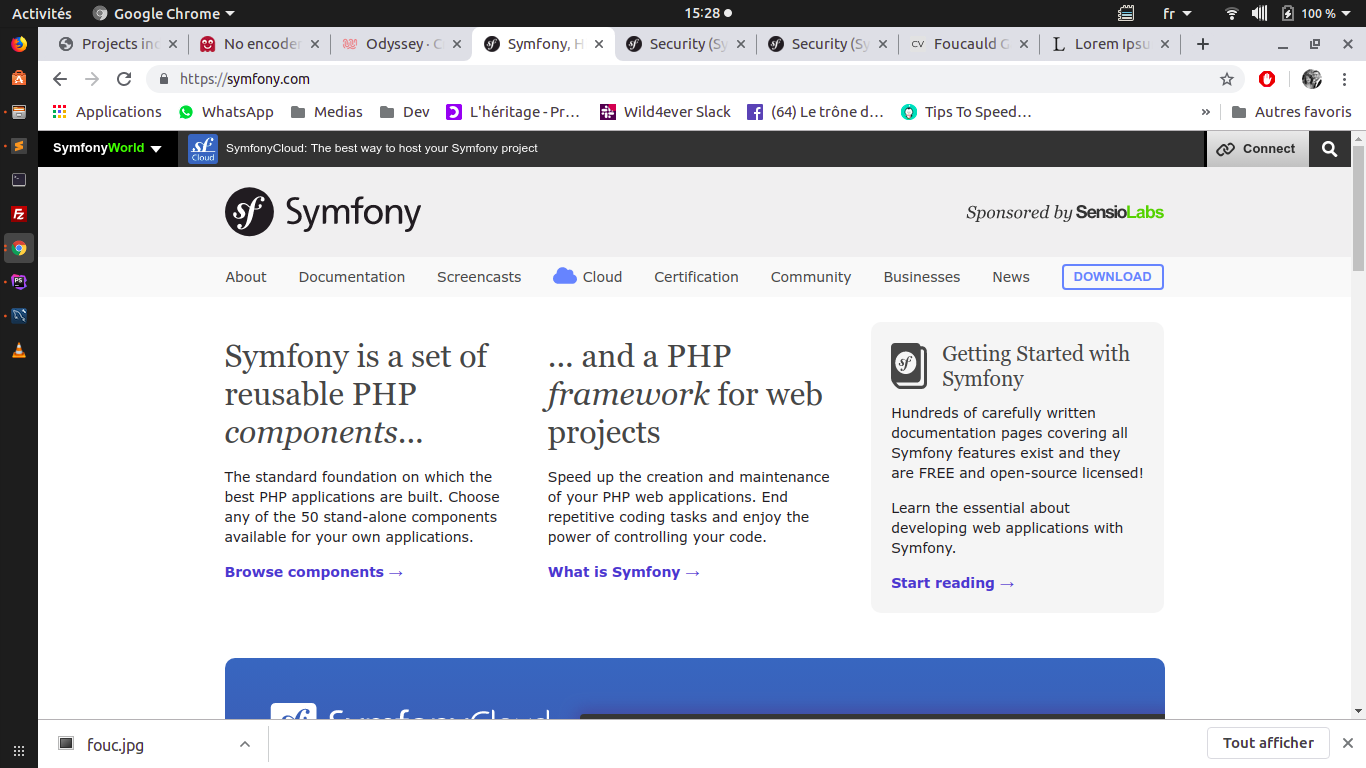 Activités Google Chrome 15:28 fr 100 %
Projects in No encoder Odyssey · C Symfony, H Security (Sy Security (Sy Foucauld G Lorem Ipsu
https://symfony.com
Applications WhatsApp Medias Dev L'héritage - Pr… Wild4ever Slack (64) Le trône d… Tips To Speed… » Autres favoris
SymfonyWorld sf Cloud SymfonyCloud: The best way to host your Symfony project Connect
sf Symfony Sponsored by SensioLabs
About Documentation Screencasts Cloud Certification Community Businesses News DOWNLOAD
Symfony is a set of
reusable PHP
components…
The standard foundation on which the
best PHP applications are built. Choose
any of the 50 stand-alone components
available for your own applications.
Browse components →
… and a PHP
framework for web
projects
Speed up the creation and maintenance
of your PHP web applications. End
repetitive coding tasks and enjoy the
power of controlling your code.
What is Symfony →
Getting Started with
Symfony
Hundreds of carefully written
documentation pages covering all
Symfony features exist and they
are FREE and open-source licensed!
Learn the essential about
developing web applications with
Symfony.
Start reading →
SymfonyCloud
fouc.jpg Tout afficher